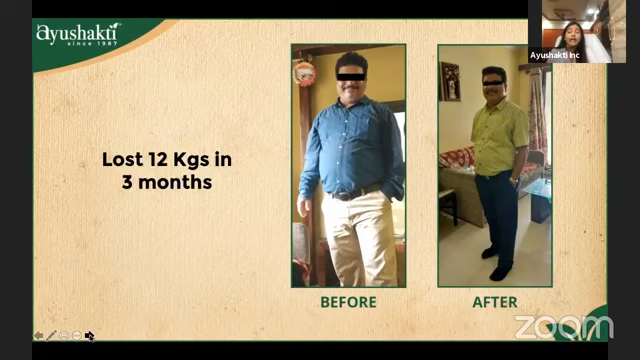 Ayushakti
since 1987
Ayushakti Inc
Lost 12 Kgs in
3 months
BEFORE
AFTER
zoom